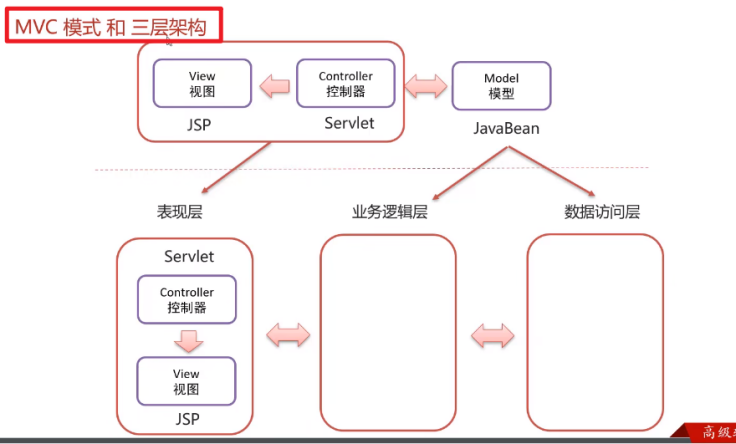 MVC 模式 和 三层架构
View
视图
JSP
Controller
控制器
Servlet
Model
模型
JavaBean
表现层
业务逻辑层
数据访问层
Servlet
Controller
控制器
View
视图
JSP
高级